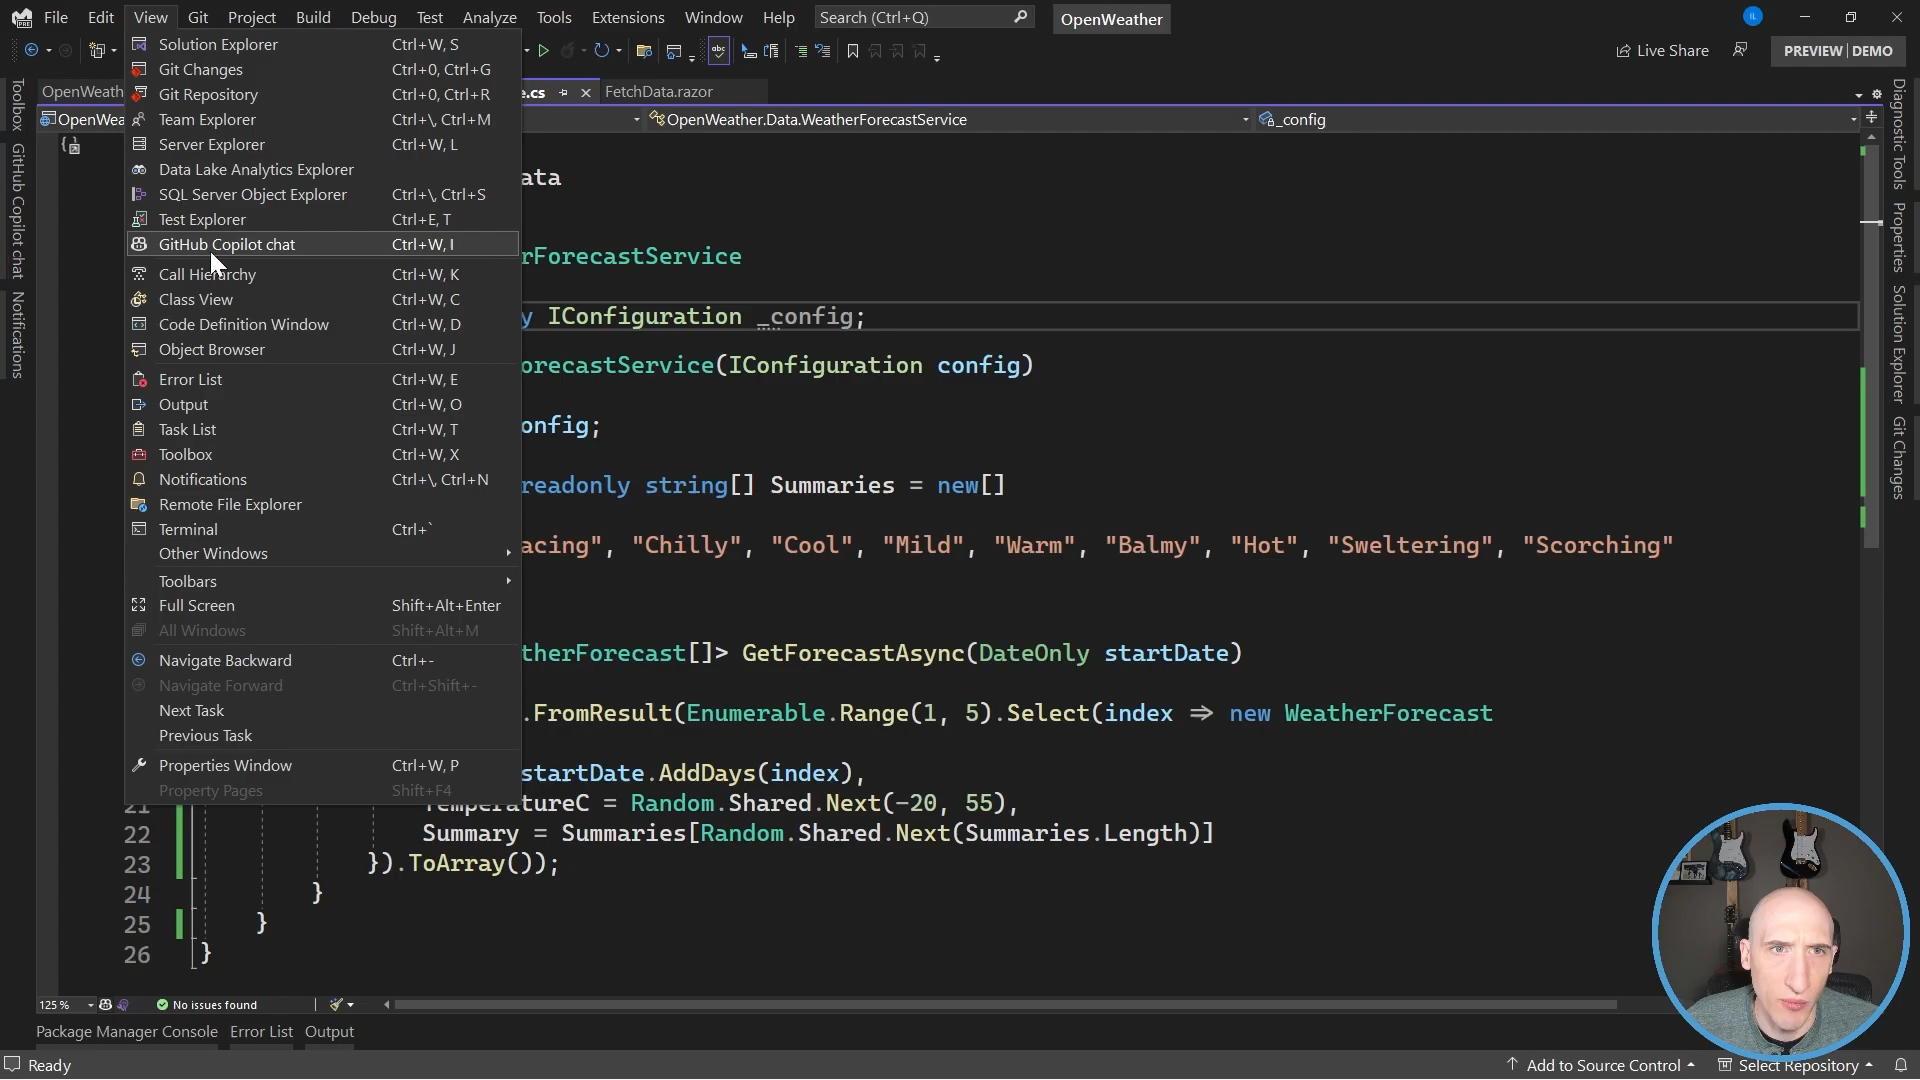 File Edit View Git Project Build Debug Test Analyze Tools Extensions Window Help Search (Ctrl+Q) OpenWeather
Live Share PREVIEW | DEMO
OpenWeath e.cs FetchData.razor
OpenWea OpenWeather.Data.WeatherForecastService _config
Solution Explorer Ctrl+W, S
Git Changes Ctrl+0, Ctrl+G
Git Repository Ctrl+0, Ctrl+R
Team Explorer Ctrl+\, Ctrl+M
Server Explorer Ctrl+W, L
Data Lake Analytics Explorer
SQL Server Object Explorer Ctrl+\, Ctrl+S
Test Explorer Ctrl+E, T
GitHub Copilot chat Ctrl+W, I
Call Hierarchy Ctrl+W, K
Class View Ctrl+W, C
Code Definition Window Ctrl+W, D
Object Browser Ctrl+W, J
Error List Ctrl+W, E
Output Ctrl+W, O
Task List Ctrl+W, T
Toolbox Ctrl+W, X
Notifications Ctrl+\, Ctrl+N
Remote File Explorer
Terminal Ctrl+`
Other Windows
Toolbars
Full Screen Shift+Alt+Enter
All Windows Shift+Alt+M
Navigate Backward Ctrl+-
Navigate Forward Ctrl+Shift+-
Next Task
Previous Task
Properties Window Ctrl+W, P
Property Pages Shift+F4
ata
rForecastService
y IConfiguration _config;
orecastService(IConfiguration config)
onfig;
readonly string[] Summaries = new[]
acing", "Chilly", "Cool", "Mild", "Warm", "Balmy", "Hot", "Sweltering", "Scorching"
therForecast[]> GetForecastAsync(DateOnly startDate)
.FromResult(Enumerable.Range(1, 5).Select(index => new WeatherForecast
startDate.AddDays(index),
21 TemperatureC = Random.Shared.Next(-20, 55),
22 Summary = Summaries[Random.Shared.Next(Summaries.Length)]
23 }).ToArray());
24 }
25 }
26 }
Toolbox
GitHub Copilot chat
Notifications
Diagnostic Tools
Properties
Solution Explorer
Git Changes
125 % No issues found
Package Manager Console Error List Output
Ready Add to Source Control Select Repository